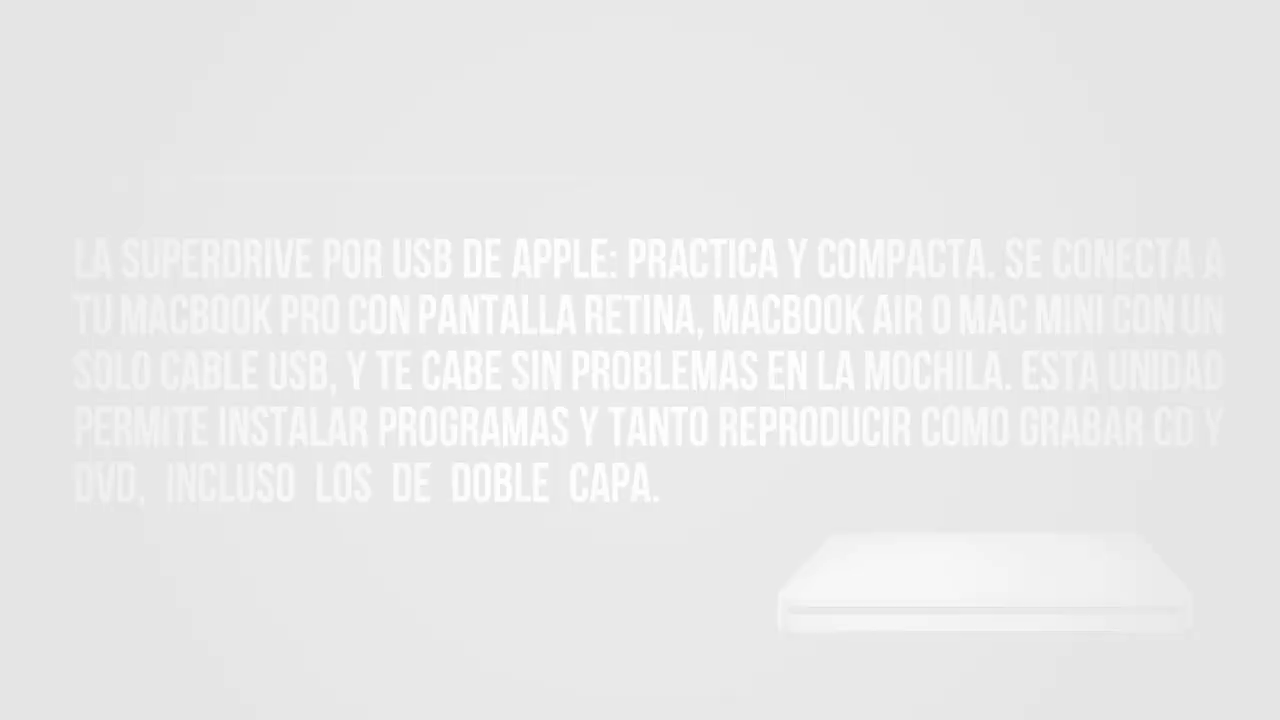 LA SUPERDRIVE POR USB DE APPLE: PRACTICA Y COMPACTA. SE CONECTA A
TU MACBOOK PRO CON PANTALLA RETINA, MACBOOK AIR O MAC MINI CON UN
SOLO CABLE USB, Y TE CABE SIN PROBLEMAS EN LA MOCHILA. ESTA UNIDAD
PERMITE INSTALAR PROGRAMAS Y TANTO REPRODUCIR COMO GRABAR CD Y
DVD, INCLUSO LOS DE DOBLE CAPA.